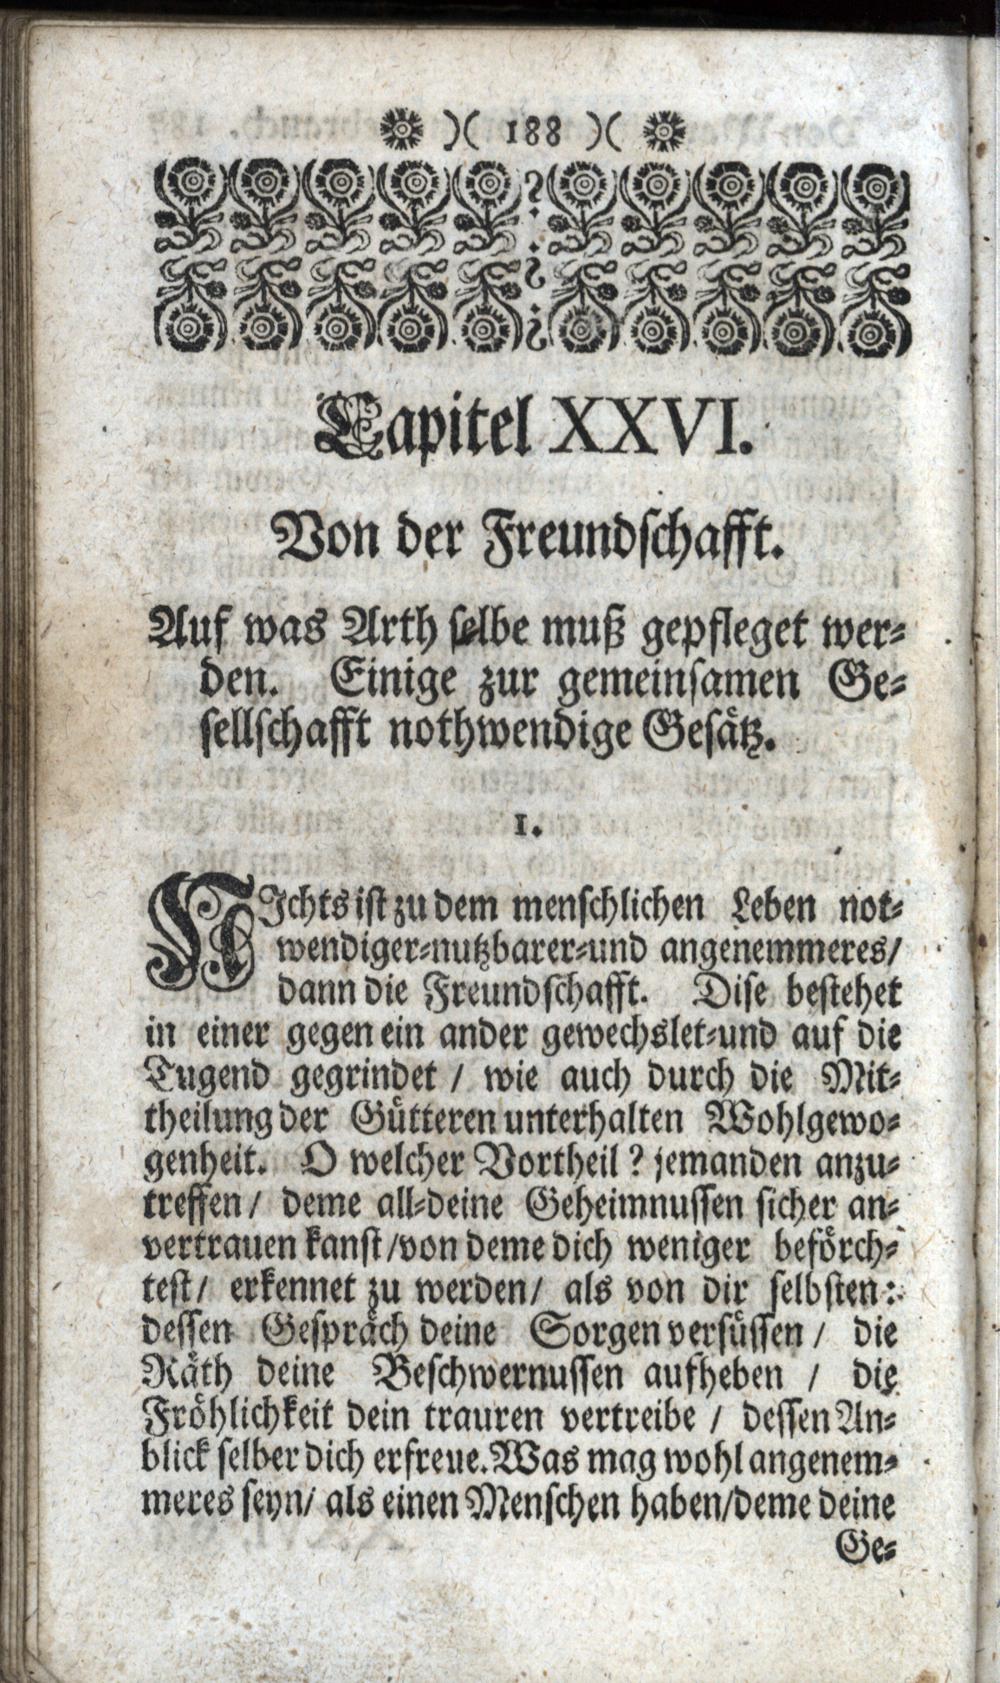 )( 188 )(
Capitel XXVI.
Von der Freundschafft.
Auf was Arth selbe muß gepfleget wer-
den. Einige zur gemeinsamen Ge-
sellschafft nothwendige Gesätz.
1.
NIchts ist zu dem menschlichen Leben not-
wendiger-nutzbarer-und angenemmeres/
dann die Freundschafft. Dise bestehet
in einer gegen ein ander gewechslet-und auf die
Tugend gegrindet / wie auch durch die Mit-
theilung der Gütteren unterhalten Wohlgewo-
genheit. O welcher Vortheil? jemanden anzu-
treffen/ deme all-deine Geheimnussen sicher an-
vertrauen kanst/von deme dich weniger beförch-
test/ erkennet zu werden/ als von dir selbsten:
dessen Gespräch deine Sorgen versüssen / die
Räth deine Beschwernussen aufheben / die
Fröhlichkeit dein trauren vertreibe / dessen An-
blick selber dich erfreue. Was mag wohl angenem-
meres seyn/ als einen Menschen haben/deme deine
Ge-